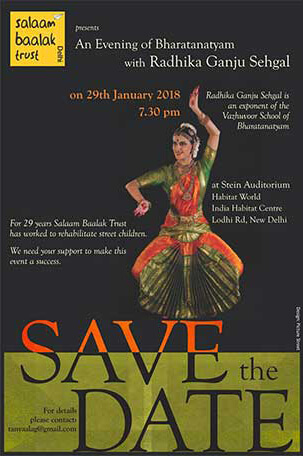 salaam
baalak
trust
Delhi
presents
An Evening of Bharatanatyam
with Radhika Ganju Sehgal
on 29th January 2018
7.30 pm
Radhika Ganju Sehgal is
an exponent of the
Vazhuvoor School of
Bharatanatyam
at Stein Auditorium
Habitat World
India Habitat Centre
Lodhi Rd, New Delhi
For 29 years Salaam Baalak Trust
has worked to rehabilitate street children.
We need your support to make this
event a success.
Design: Picture Street
SAVE the
DATE
For details
please contact: